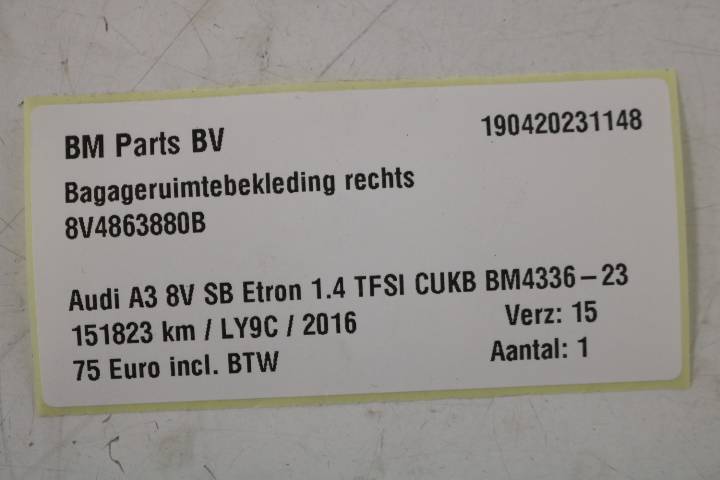 BM Parts BV 190420231148
Bagageruimtebekleding rechts
8V4863880B
Audi A3 8V SB Etron 1.4 TFSI CUKB BM4336-23
151823 km / LY9C / 2016 Verz: 15
75 Euro incl. BTW Aantal: 1